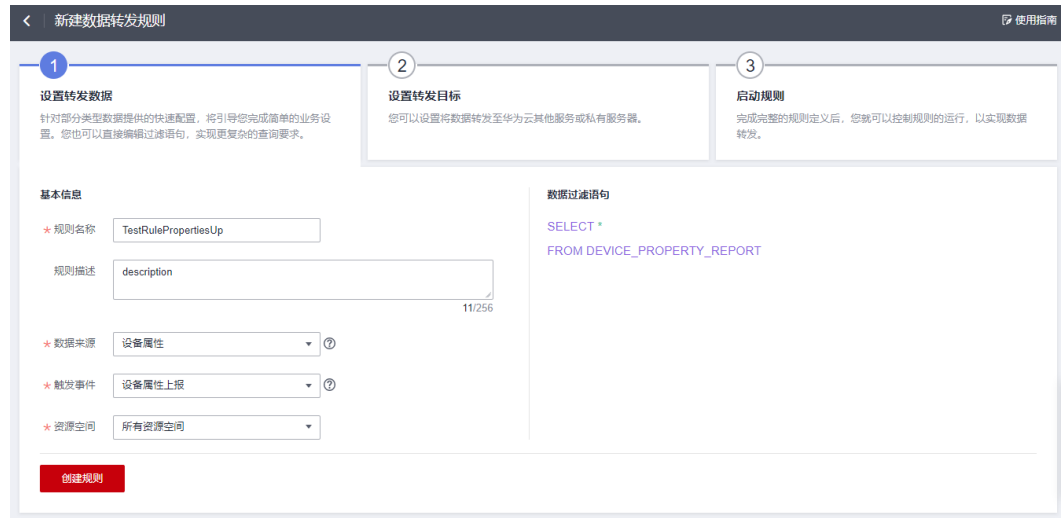 新建数据转发规则
使用指南
1
设置转发数据
针对部分类型数据提供的快速配置，将引导您完成简单的业务设
置。您也可以直接编辑过滤语句，实现更复杂的查询要求。
2
设置转发目标
您可以设置将数据转发至华为云其他服务或私有服务器。
3
启动规则
完成完整的规则定义后，您就可以控制规则的运行，以实现数据
转发。
基本信息
★ 规则名称 TestRulePropertiesUp
规则描述 description
11/256
★ 数据来源 设备属性
★ 触发事件 设备属性上报
★ 资源空间 所有资源空间
创建规则
数据过滤语句
SELECT *
FROM DEVICE_PROPERTY_REPORT